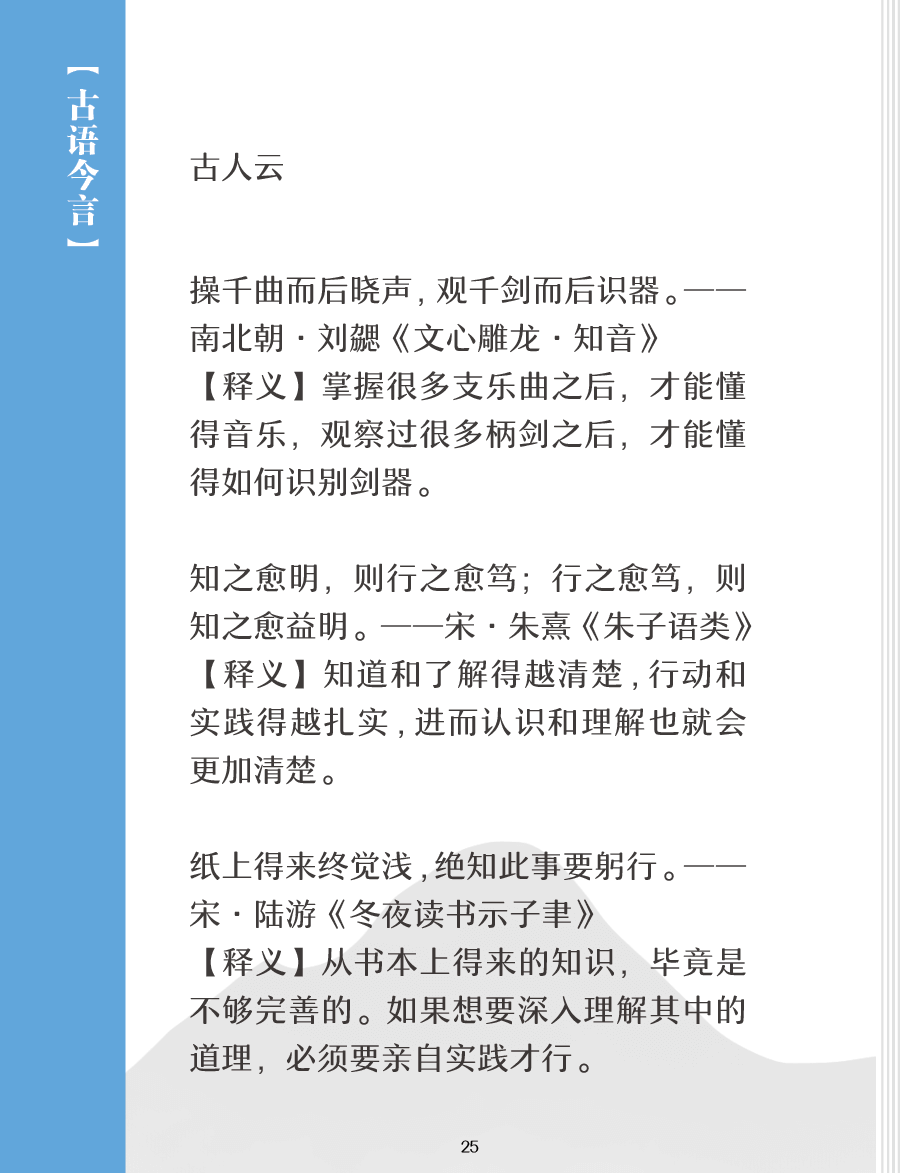 【古语今言】
古人云
操千曲而后晓声，观千剑而后识器。——
南北朝·刘勰《文心雕龙·知音》
【释义】掌握很多支乐曲之后，才能懂
得音乐，观察过很多柄剑之后，才能懂
得如何识别剑器。
知之愈明，则行之愈笃；行之愈笃，则
知之愈益明。——宋·朱熹《朱子语类》
【释义】知道和了解得越清楚，行动和
实践得越扎实，进而认识和理解也就会
更加清楚。
纸上得来终觉浅，绝知此事要躬行。——
宋·陆游《冬夜读书示子聿》
【释义】从书本上得来的知识，毕竟是
不够完善的。如果想要深入理解其中的
道理，必须要亲自实践才行。
25